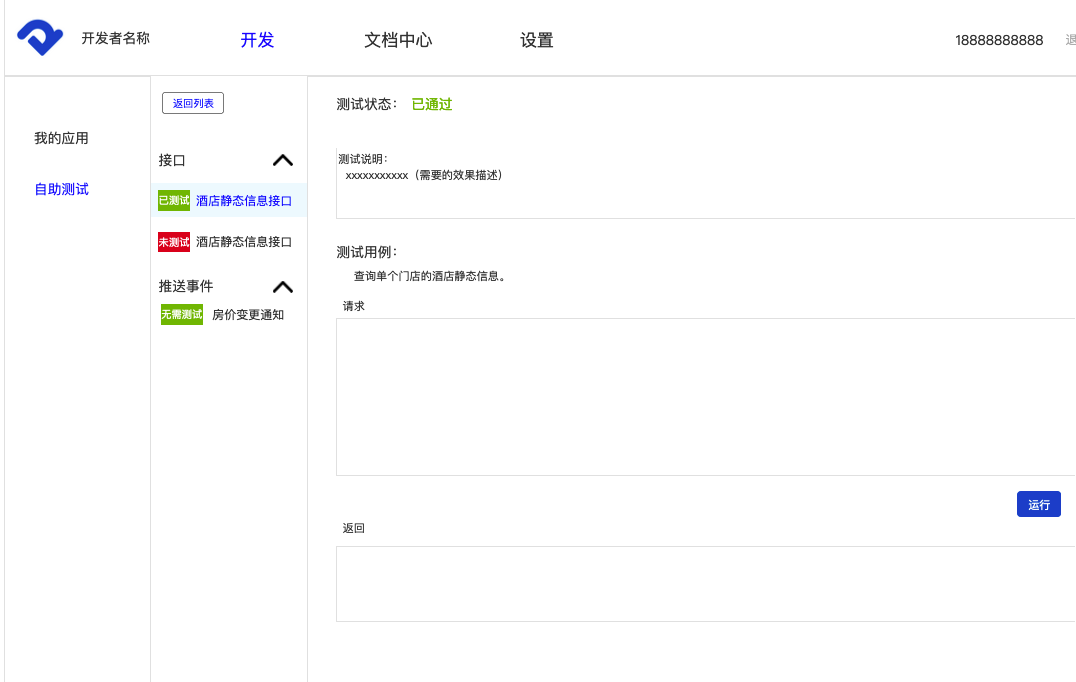 开发者名称
开发
文档中心
设置
18888888888
退
我的应用
自助测试
返回列表
接口
已测试 酒店静态信息接口
未测试 酒店静态信息接口
推送事件
无需测试 房价变更通知
测试状态： 已通过
测试说明：
xxxxxxxxxxx（需要的效果描述）
测试用例：
查询单个门店的酒店静态信息。
请求
运行
返回